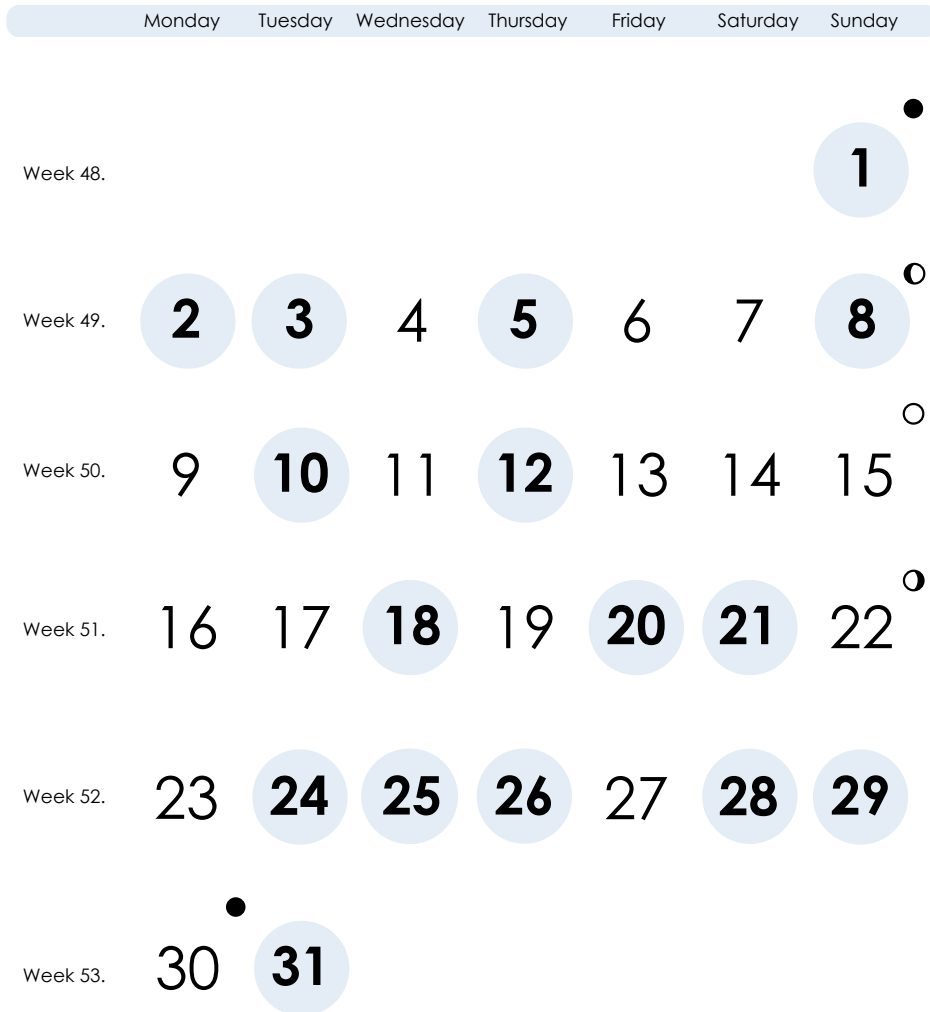 Monday Tuesday Wednesday Thursday Friday Saturday Sunday
Week 48. 1
Week 49. 2 3 4 5 6 7 8
Week 50. 9 10 11 12 13 14 15
Week 51. 16 17 18 19 20 21 22
Week 52. 23 24 25 26 27 28 29
Week 53. 30 31